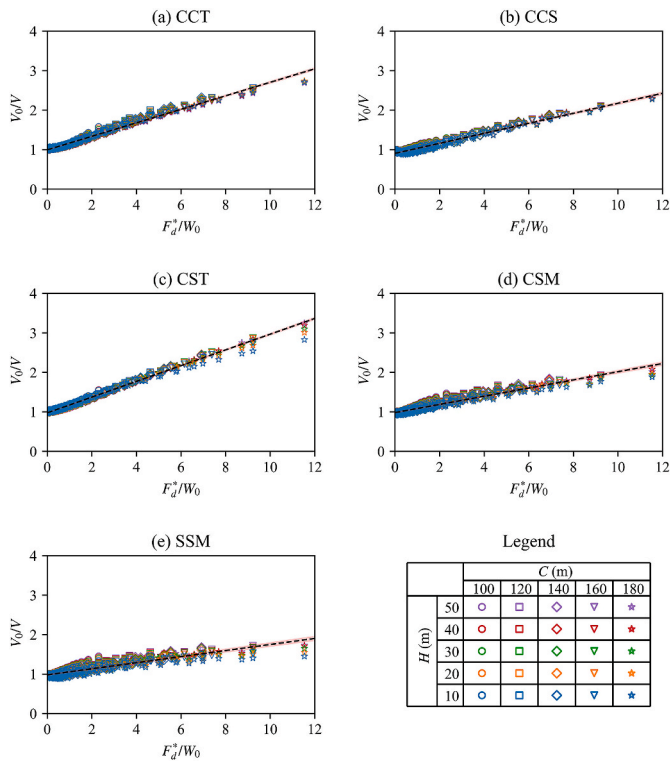 (a) CCT
4
3
2
1
0
V₀/V
0 2 4 6 8 10 12
F*d/W₀
(b) CCS
4
3
2
1
0
V₀/V
0 2 4 6 8 10 12
F*d/W₀
(c) CST
4
3
2
1
0
V₀/V
0 2 4 6 8 10 12
F*d/W₀
(d) CSM
4
3
2
1
0
V₀/V
0 2 4 6 8 10 12
F*d/W₀
(e) SSM
4
3
2
1
0
V₀/V
0 2 4 6 8 10 12
F*d/W₀
Legend
C (m)
100 120 140 160 180
H (m)
50
40
30
20
10